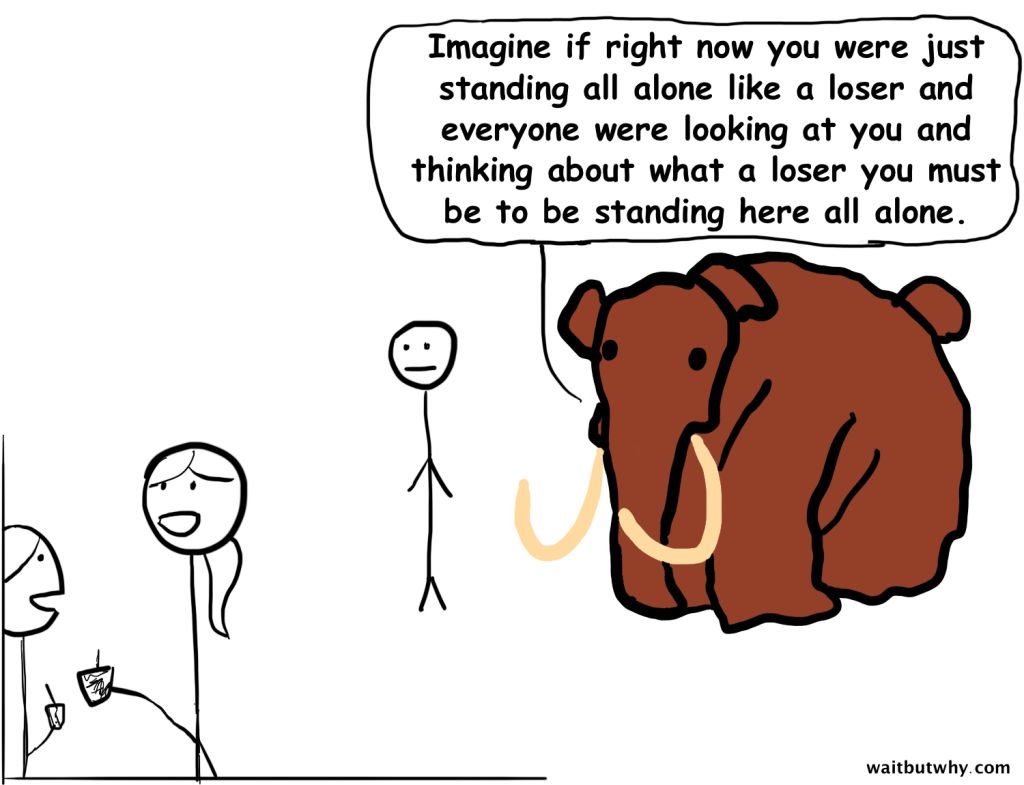 Imagine if right now you were just
standing all alone like a loser and
everyone were looking at you and
thinking about what a loser you must
be to be standing here all alone.
waitbutwhy.com